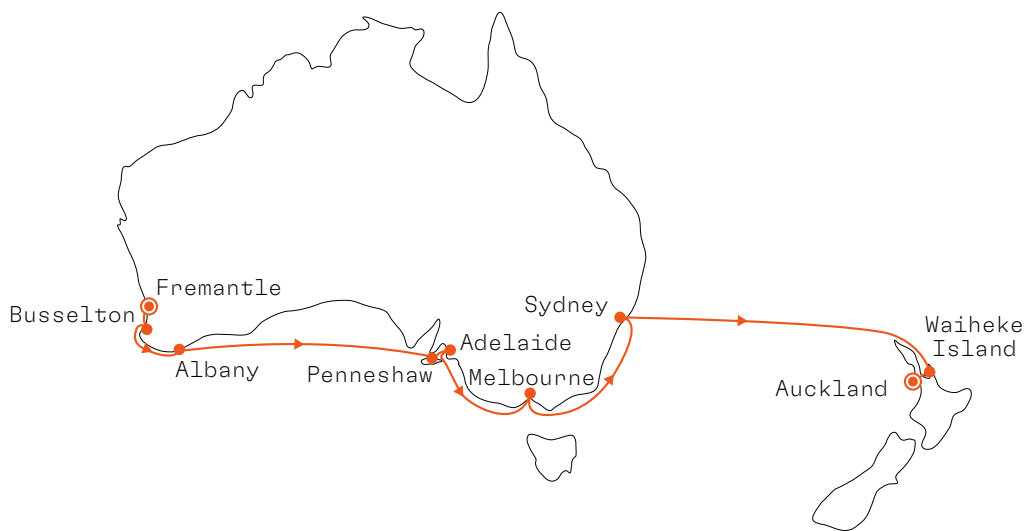 Fremantle
Busselton
Albany
Penneshaw
Adelaide
Melbourne
Sydney
Waiheke
Island
Auckland